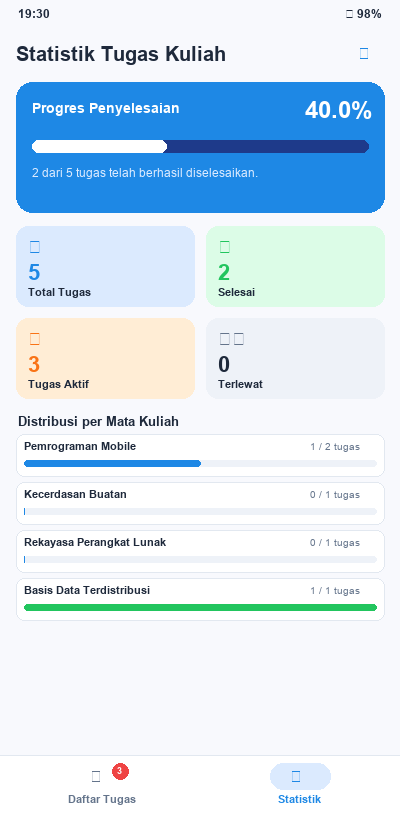 19:30
98%
Statistik Tugas Kuliah
Progres Penyelesaian
40.0%
2 dari 5 tugas telah berhasil diselesaikan.
5
Total Tugas
2
Selesai
3
Tugas Aktif
0
Terlewat
Distribusi per Mata Kuliah
Pemrograman Mobile
1 / 2 tugas
Kecerdasan Buatan
0 / 1 tugas
Rekayasa Perangkat Lunak
0 / 1 tugas
Basis Data Terdistribusi
1 / 1 tugas
3
Daftar Tugas
Statistik